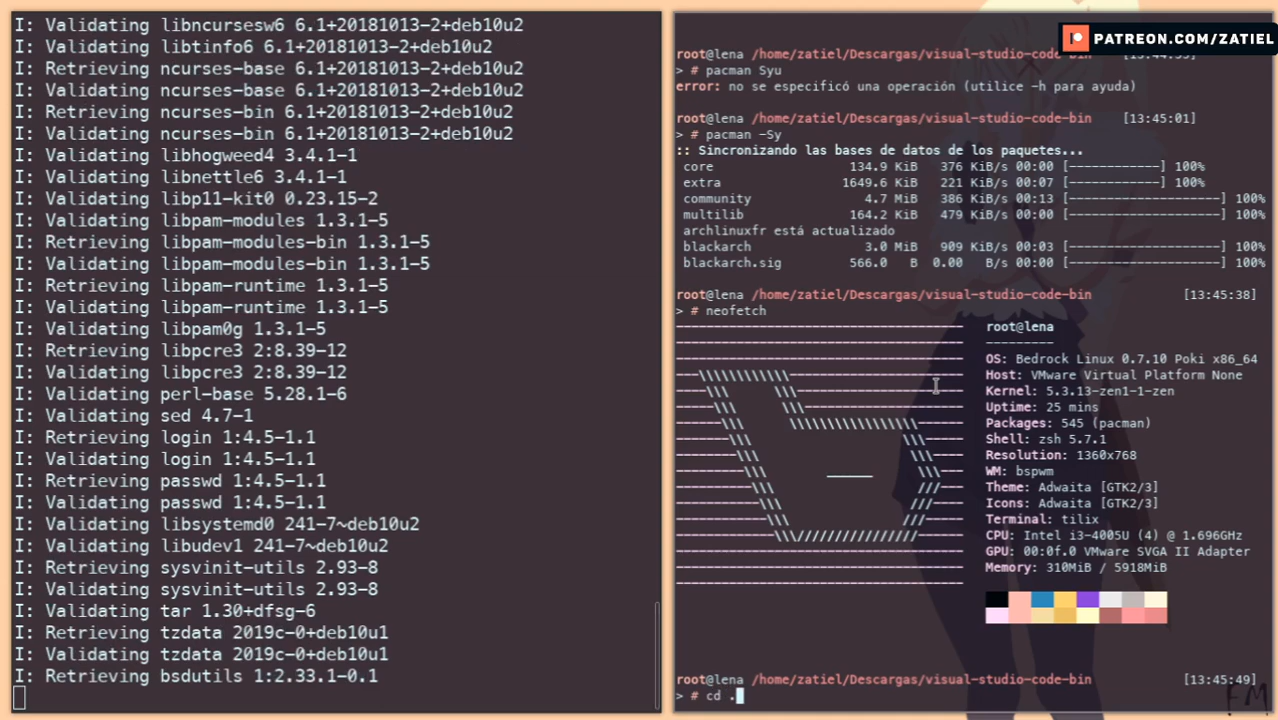 I: Validating libncursesw6 6.1+20181013-2+deb10u2
I: Validating libtinfo6 6.1+20181013-2+deb10u2
I: Retrieving ncurses-base 6.1+20181013-2+deb10u2
I: Validating ncurses-base 6.1+20181013-2+deb10u2
I: Retrieving ncurses-bin 6.1+20181013-2+deb10u2
I: Validating ncurses-bin 6.1+20181013-2+deb10u2
I: Validating libhogweed4 3.4.1-1
I: Validating libnettle6 3.4.1-1
I: Validating libp11-kit0 0.23.15-2
I: Validating libpam-modules 1.3.1-5
I: Retrieving libpam-modules-bin 1.3.1-5
I: Validating libpam-modules-bin 1.3.1-5
I: Retrieving libpam-runtime 1.3.1-5
I: Validating libpam-runtime 1.3.1-5
I: Validating libpam0g 1.3.1-5
I: Retrieving libpcre3 2:8.39-12
I: Validating libpcre3 2:8.39-12
I: Validating perl-base 5.28.1-6
I: Validating sed 4.7-1
I: Retrieving login 1:4.5-1.1
I: Validating login 1:4.5-1.1
I: Retrieving passwd 1:4.5-1.1
I: Validating passwd 1:4.5-1.1
I: Validating libsystemd0 241-7~deb10u2
I: Validating libudev1 241-7~deb10u2
I: Retrieving sysvinit-utils 2.93-8
I: Validating sysvinit-utils 2.93-8
I: Validating tar 1.30+dfsg-6
I: Retrieving tzdata 2019c-0+deb10u1
I: Validating tzdata 2019c-0+deb10u1
I: Retrieving bsdutils 1:2.33.1-0.1
PATREON.COM/ZATIEL
root@lena /home/zatiel/Descargas/visual-studio-code-bin
> # pacman Syu
error: no se especificó una operación (utilice -h para ayuda)
root@lena /home/zatiel/Descargas/visual-studio-code-bin [13:45:01]
> # pacman -Sy
:: Sincronizando las bases de datos de los paquetes...
core 134.9 KiB 376 KiB/s 00:00 [------------] 100%
extra 1649.6 KiB 221 KiB/s 00:07 [------------] 100%
community 4.7 MiB 386 KiB/s 00:13 [--------------------] 100%
multilib 164.2 KiB 479 KiB/s 00:00 [--------------------] 100%
archlinuxfr está actualizado
blackarch 3.0 MiB 909 KiB/s 00:03 [--------------------] 100%
blackarch.sig 566.0 B 0.00 B/s 00:00 [--------------------] 100%
root@lena /home/zatiel/Descargas/visual-studio-code-bin [13:45:38]
> # neofetch
root@lena
---------
OS: Bedrock Linux 0.7.10 Poki x86_64
Host: VMware Virtual Platform None
Kernel: 5.3.13-zen1-1-zen
Uptime: 25 mins
Packages: 545 (pacman)
Shell: zsh 5.7.1
Resolution: 1360x768
WM: bspwm
Theme: Adwaita [GTK2/3]
Icons: Adwaita [GTK2/3]
Terminal: tilix
CPU: Intel i3-4005U (4) @ 1.696GHz
GPU: 00:0f.0 VMware SVGA II Adapter
Memory: 310MiB / 5918MiB
root@lena /home/zatiel/Descargas/visual-studio-code-bin [13:45:49]
> # cd .
FM